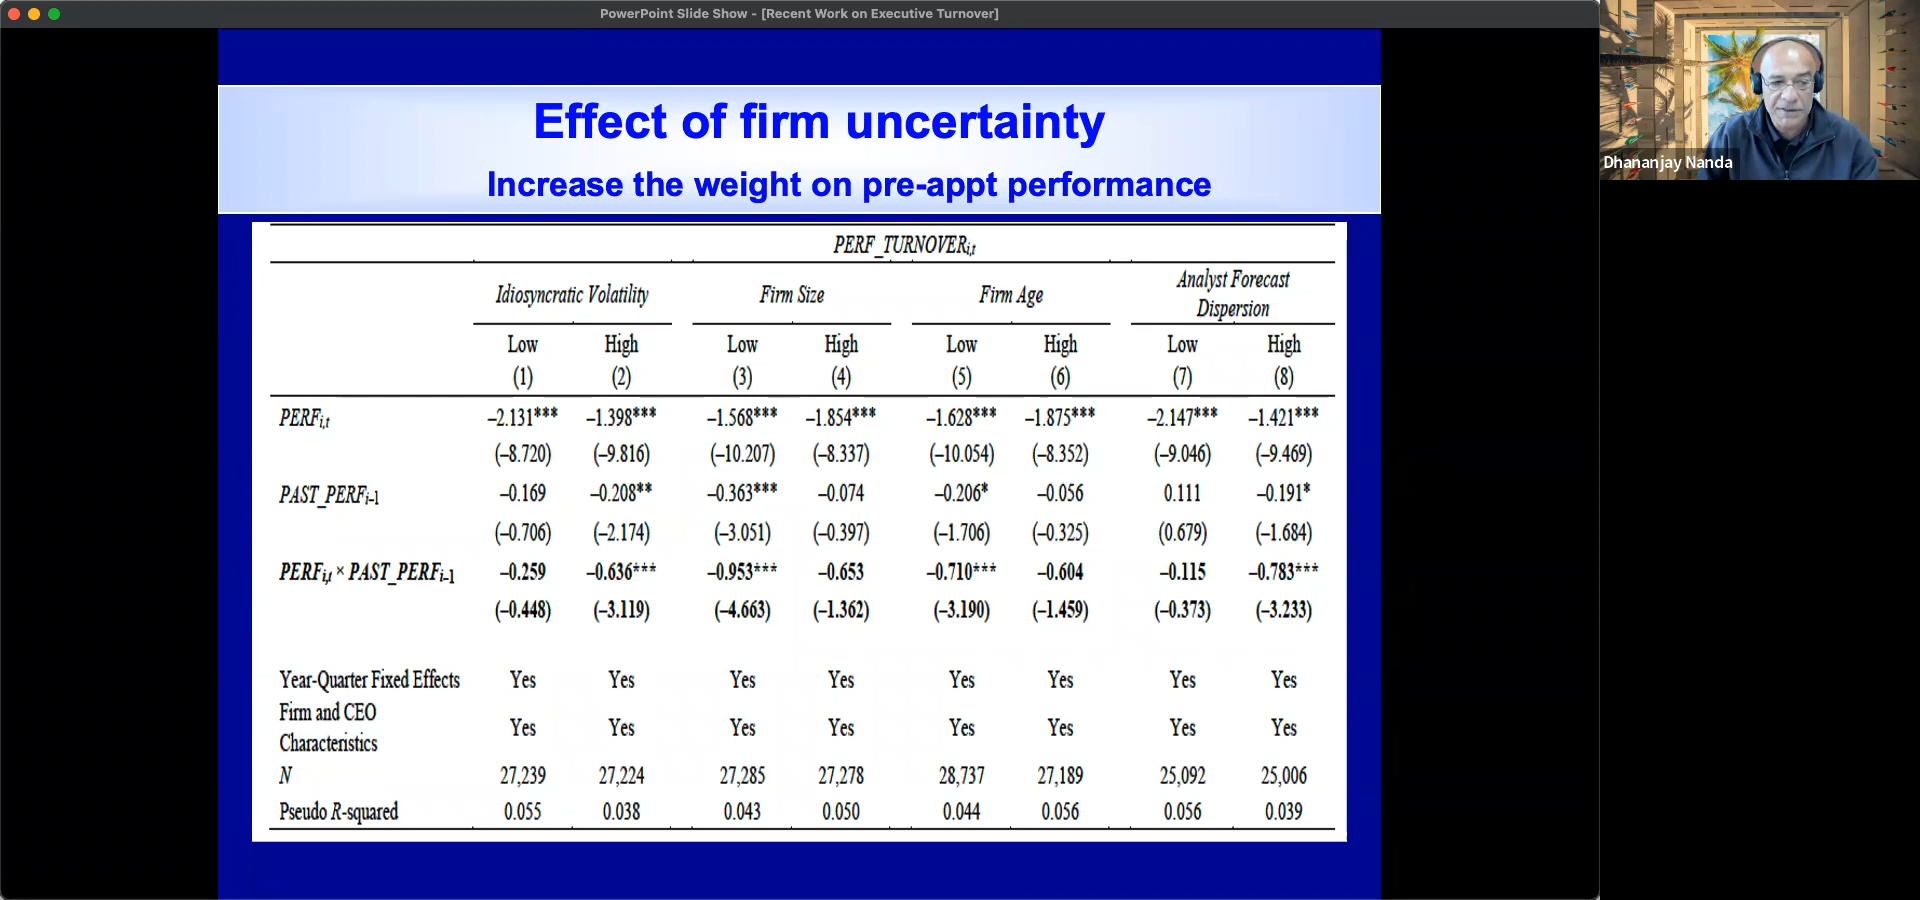 PowerPoint Slide Show - [Recent Work on Executive Turnover]
Effect of firm uncertainty
Increase the weight on pre-appt performance
PERF_TURNOVERi,t
Idiosyncratic Volatility Firm Size Firm Age Analyst Forecast Dispersion
Low High Low High Low High Low High
(1) (2) (3) (4) (5) (6) (7) (8)
PERFi,t –2.131*** –1.398*** –1.568*** –1.854*** –1.628*** –1.875*** –2.147*** –1.421***
(–8.720) (–9.816) (–10.207) (–8.337) (–10.054) (–8.352) (–9.046) (–9.469)
PAST_PERFi–1 –0.169 –0.208** –0.363*** –0.074 –0.206* –0.056 0.111 –0.191*
(–0.706) (–2.174) (–3.051) (–0.397) (–1.706) (–0.325) (0.679) (–1.684)
PERFi,t × PAST_PERFi–1 –0.259 –0.636*** –0.953*** –0.653 –0.710*** –0.604 –0.115 –0.783***
(–0.448) (–3.119) (–4.663) (–1.362) (–3.190) (–1.459) (–0.373) (–3.233)
Year-Quarter Fixed Effects Yes Yes Yes Yes Yes Yes Yes Yes
Firm and CEO
Characteristics Yes Yes Yes Yes Yes Yes Yes Yes
N 27,239 27,224 27,285 27,278 28,737 27,189 25,092 25,006
Pseudo R-squared 0.055 0.038 0.043 0.050 0.044 0.056 0.056 0.039
Dhananjay Nanda